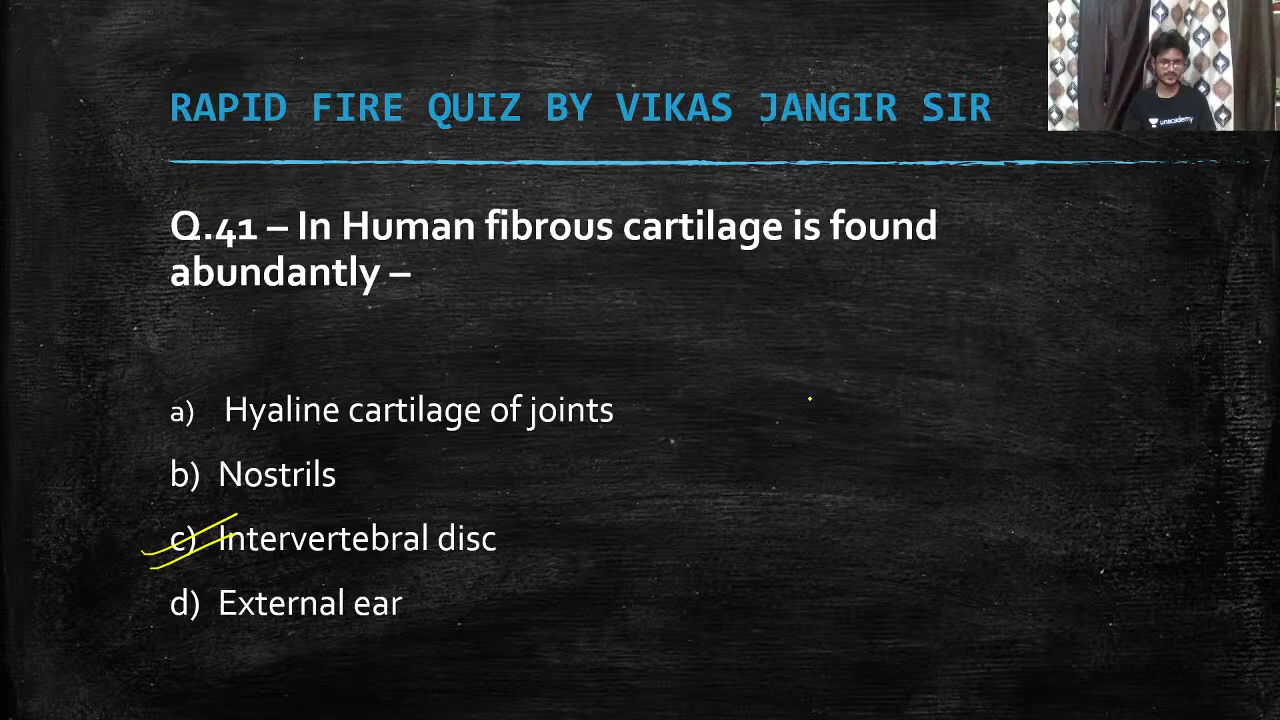 RAPID FIRE QUIZ BY VIKAS JANGIR SIR
unacademy
Q.41 – In Human fibrous cartilage is found
abundantly –
a) Hyaline cartilage of joints
b) Nostrils
c) Intervertebral disc
d) External ear